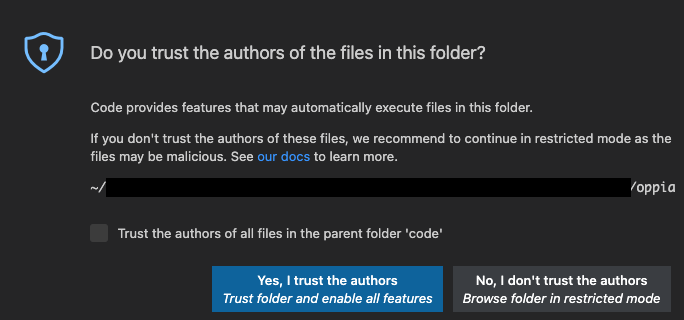 Do you trust the authors of the files in this folder?
Code provides features that may automatically execute files in this folder.
If you don't trust the authors of these files, we recommend to continue in restricted mode as the
files may be malicious. See our docs to learn more.
~/ /oppia
Trust the authors of all files in the parent folder 'code'
Yes, I trust the authors
Trust folder and enable all features
No, I don't trust the authors
Browse folder in restricted mode